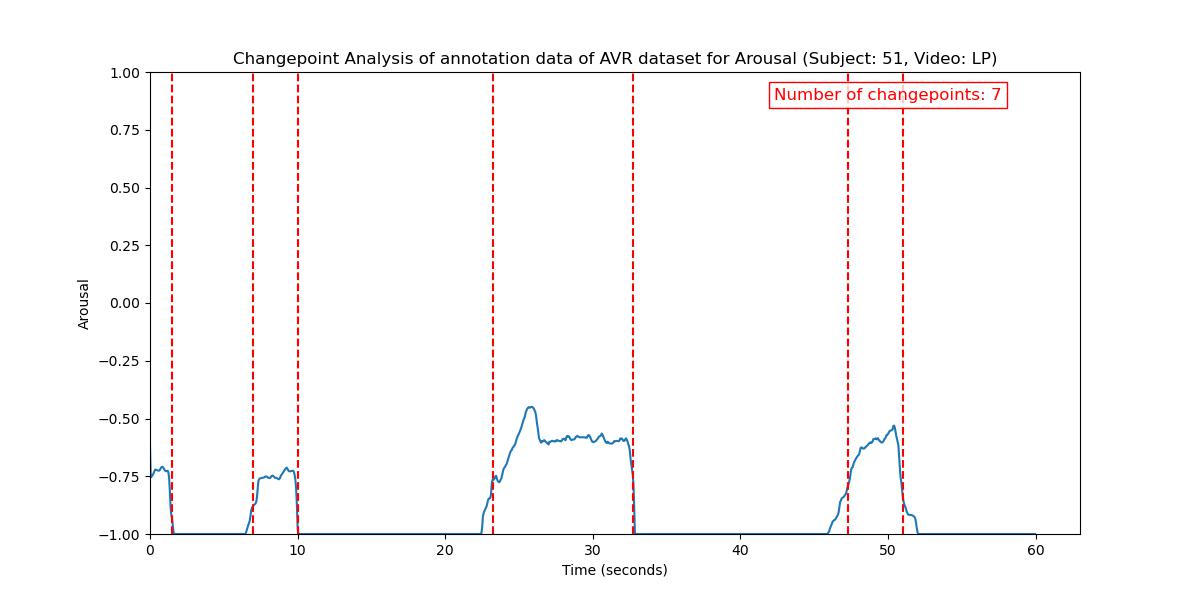 Changepoint Analysis of annotation data of AVR dataset for Arousal (Subject: 51, Video: LP)
Number of changepoints: 7
1.00
0.75
0.50
0.25
0.00
−0.25
−0.50
−0.75
−1.00
Arousal
0 10 20 30 40 50 60
Time (seconds)